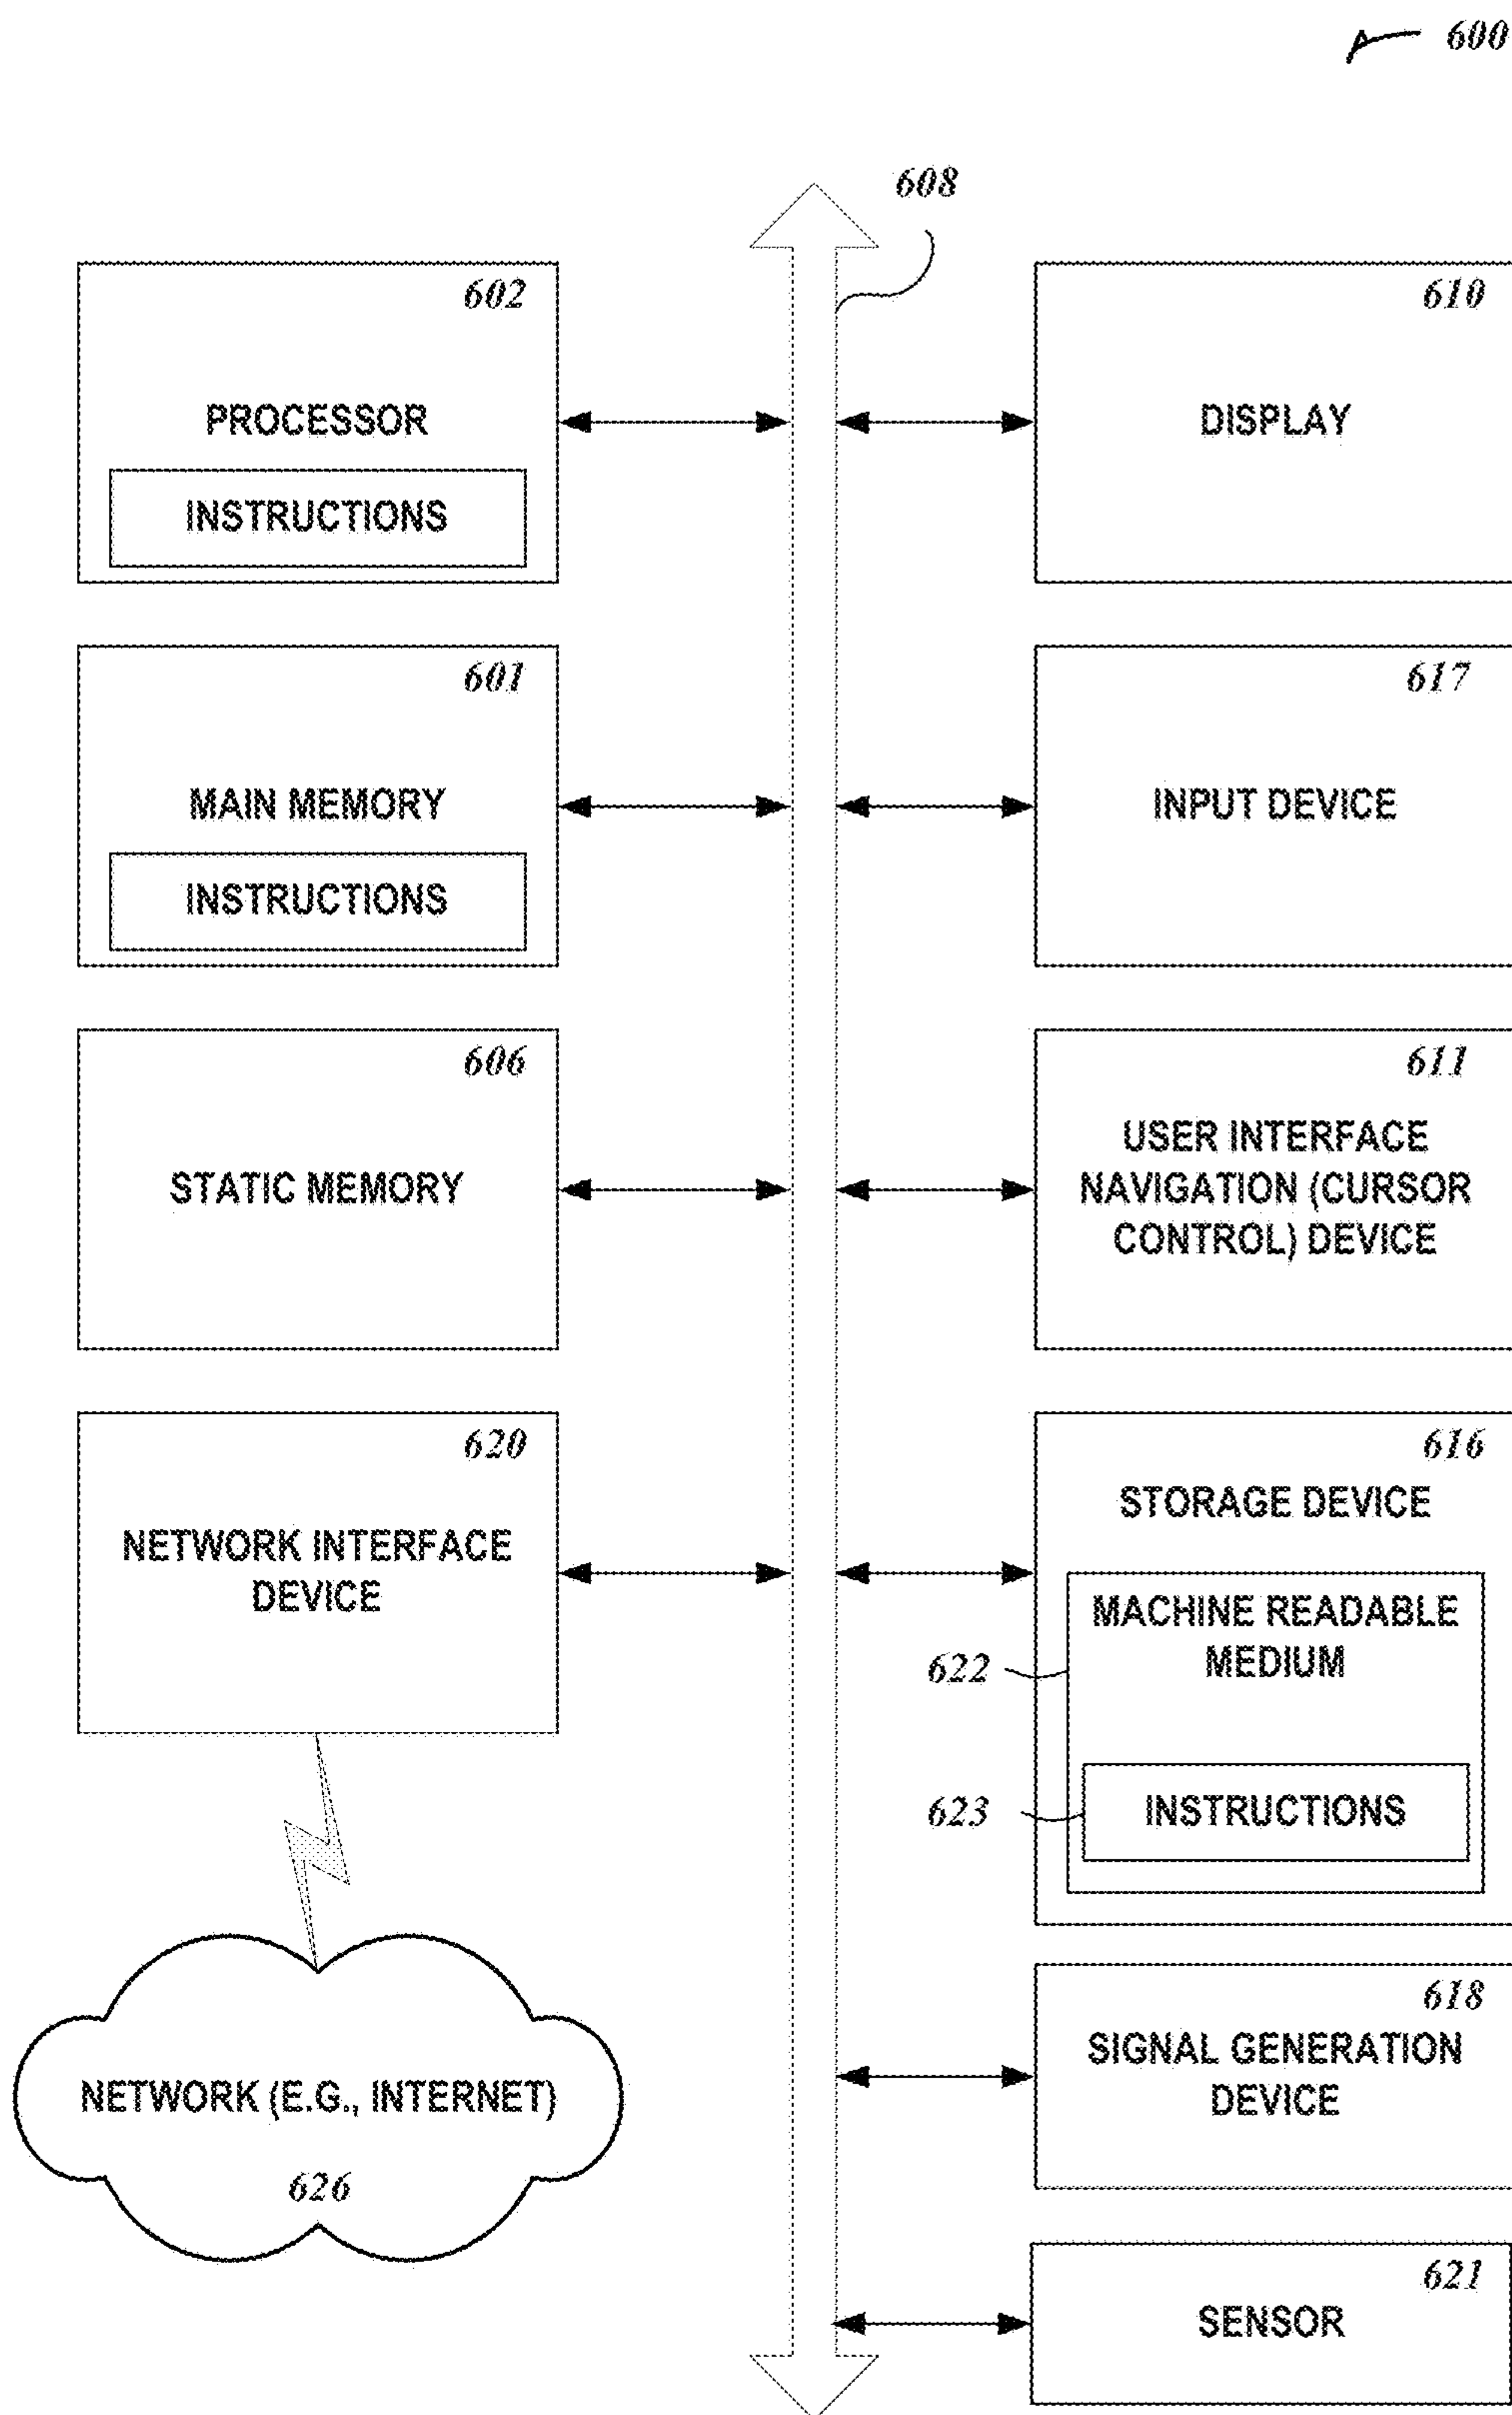 600
608
602
PROCESSOR
INSTRUCTIONS
610
DISPLAY
601
MAIN MEMORY
INSTRUCTIONS
617
INPUT DEVICE
606
STATIC MEMORY
611
USER INTERFACE
NAVIGATION (CURSOR
CONTROL) DEVICE
620
NETWORK INTERFACE
DEVICE
616
STORAGE DEVICE
MACHINE READABLE
MEDIUM
622
623
INSTRUCTIONS
NETWORK (E.G., INTERNET)
626
618
SIGNAL GENERATION
DEVICE
621
SENSOR